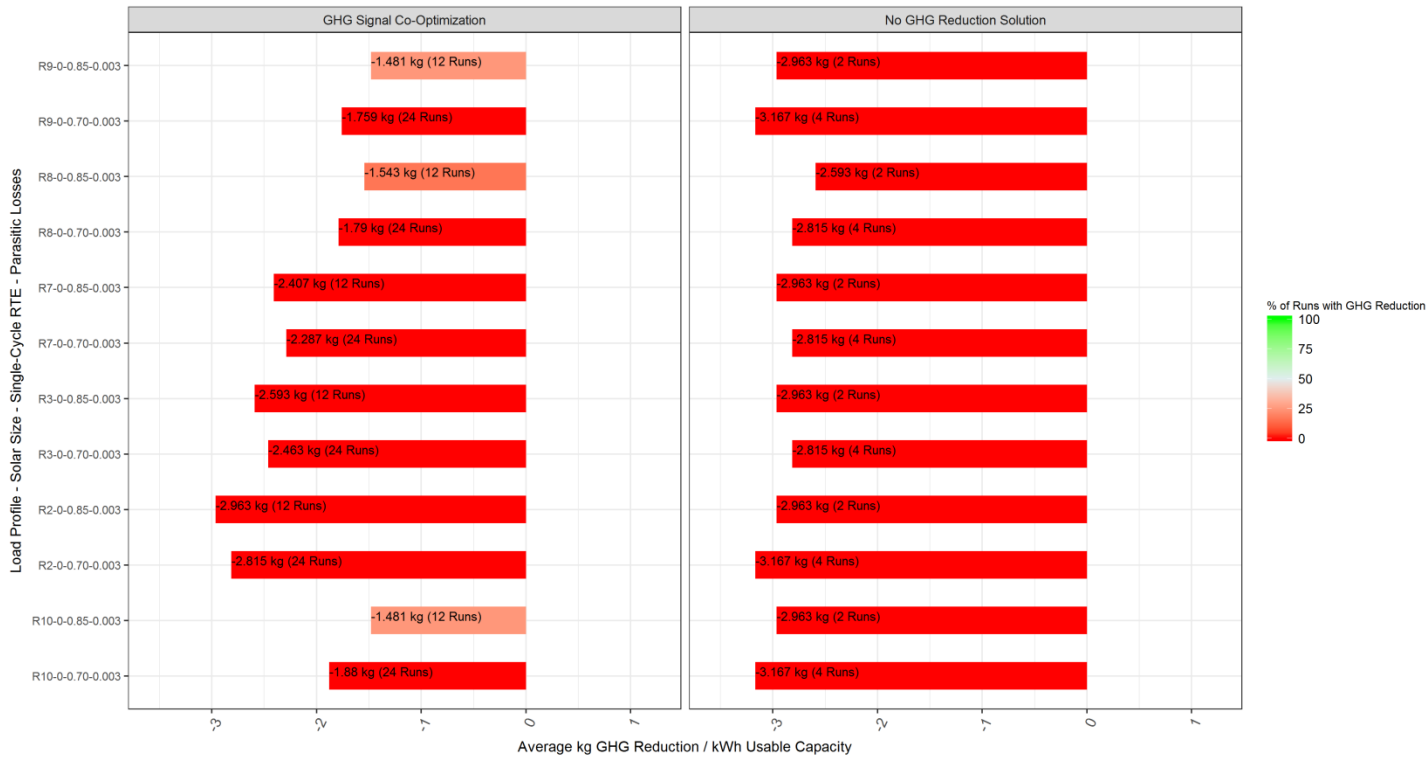 GHG Signal Co-Optimization
No GHG Reduction Solution
Load Profile - Solar Size - Single-Cycle RTE - Parasitic Losses
R9-0-0.85-0.003
-1.481 kg (12 Runs)
-2.963 kg (2 Runs)
R9-0-0.70-0.003
-1.759 kg (24 Runs)
-3.167 kg (4 Runs)
R8-0-0.85-0.003
-1.543 kg (12 Runs)
-2.593 kg (2 Runs)
R8-0-0.70-0.003
-1.79 kg (24 Runs)
-2.815 kg (4 Runs)
R7-0-0.85-0.003
-2.407 kg (12 Runs)
-2.963 kg (2 Runs)
R7-0-0.70-0.003
-2.287 kg (24 Runs)
-2.815 kg (4 Runs)
R3-0-0.85-0.003
-2.593 kg (12 Runs)
-2.963 kg (2 Runs)
R3-0-0.70-0.003
-2.463 kg (24 Runs)
-2.815 kg (4 Runs)
R2-0-0.85-0.003
-2.963 kg (12 Runs)
-2.963 kg (2 Runs)
R2-0-0.70-0.003
-2.815 kg (24 Runs)
-3.167 kg (4 Runs)
R10-0-0.85-0.003
-1.481 kg (12 Runs)
-2.963 kg (2 Runs)
R10-0-0.70-0.003
-1.88 kg (24 Runs)
-3.167 kg (4 Runs)
-3 -2 -1 0 1
-3 -2 -1 0 1
Average kg GHG Reduction / kWh Usable Capacity
% of Runs with GHG Reduction
100
75
50
25
0